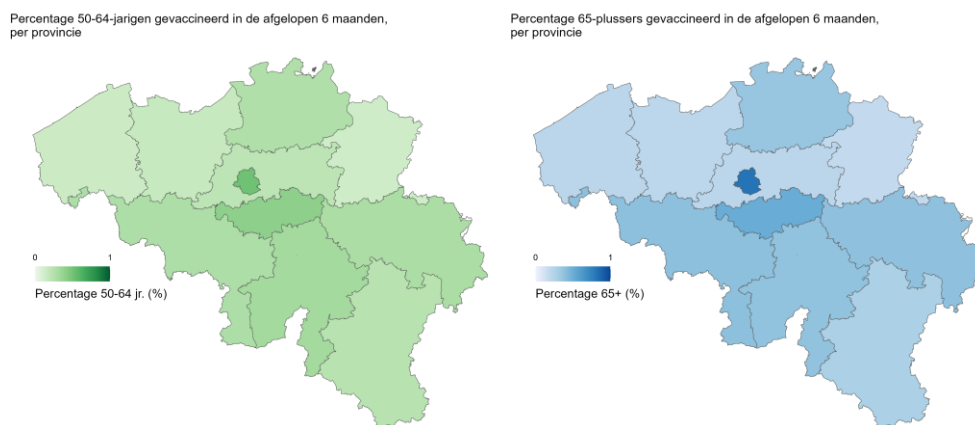 Percentage 50-64-jarigen gevaccineerd in de afgelopen 6 maanden,
per provincie
0 1
Percentage 50-64 jr. (%)
Percentage 65-plussers gevaccineerd in de afgelopen 6 maanden,
per provincie
0 1
Percentage 65+ (%)